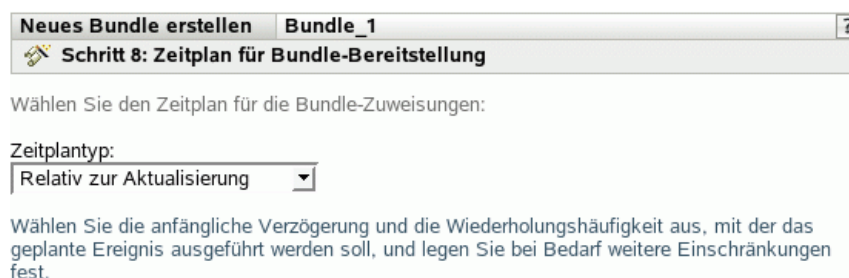 Neues Bundle erstellen Bundle_1 ?
Schritt 8: Zeitplan für Bundle-Bereitstellung
Wählen Sie den Zeitplan für die Bundle-Zuweisungen:
Zeitplantyp:
Relativ zur Aktualisierung
Wählen Sie die anfängliche Verzögerung und die Wiederholungshäufigkeit aus, mit der das
geplante Ereignis ausgeführt werden soll, und legen Sie bei Bedarf weitere Einschränkungen
fest.